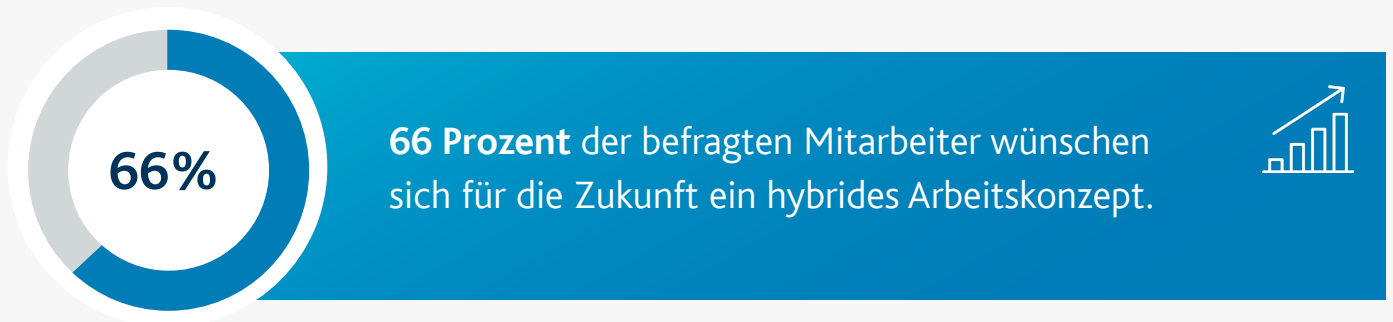 66%
66 Prozent der befragten Mitarbeiter wünschen
sich für die Zukunft ein hybrides Arbeitskonzept.